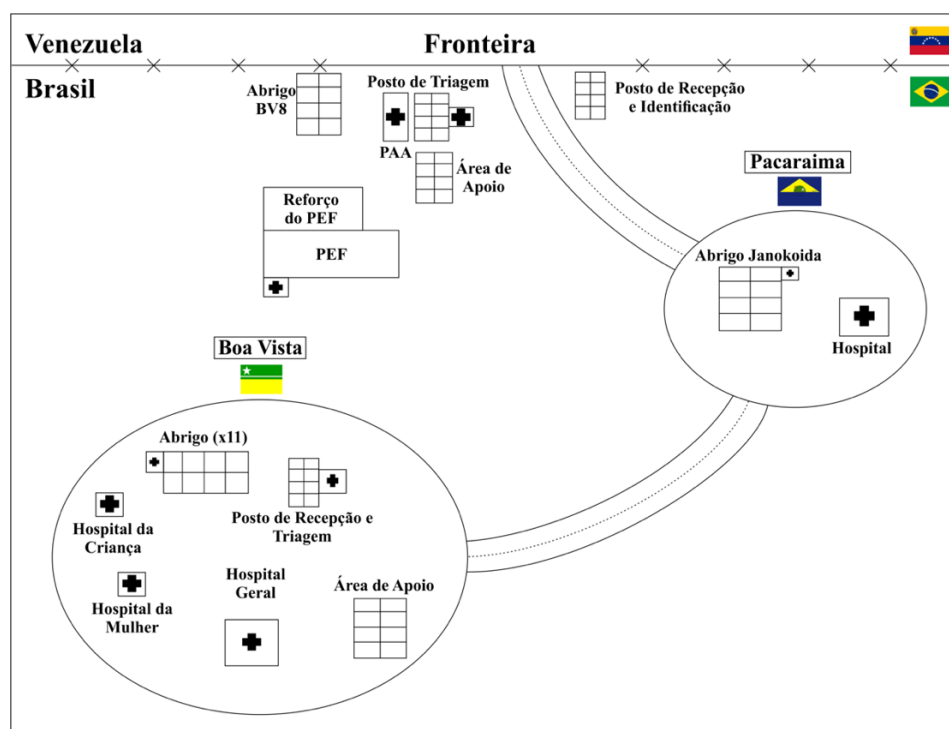 Venezuela
Fronteira
Brasil
Abrigo
BV8
Posto de Triagem
PAA
Área de
Apoio
Posto de Recepção
e Identificação
Pacaraima
Reforço
do PEF
PEF
Abrigo Janokoida
Hospital
Boa Vista
Abrigo (x11)
Posto de Recepção e
Triagem
Hospital da
Criança
Hospital da
Mulher
Hospital
Geral
Área de Apoio